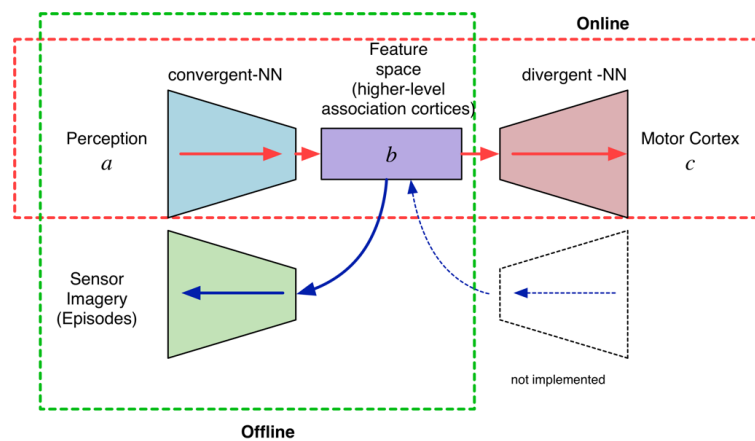 Online
Feature
space
(higher-level
association cortices)
convergent-NN
divergent -NN
Perception
a
b
Motor Cortex
c
Sensor
Imagery
(Episodes)
not implemented
Offline